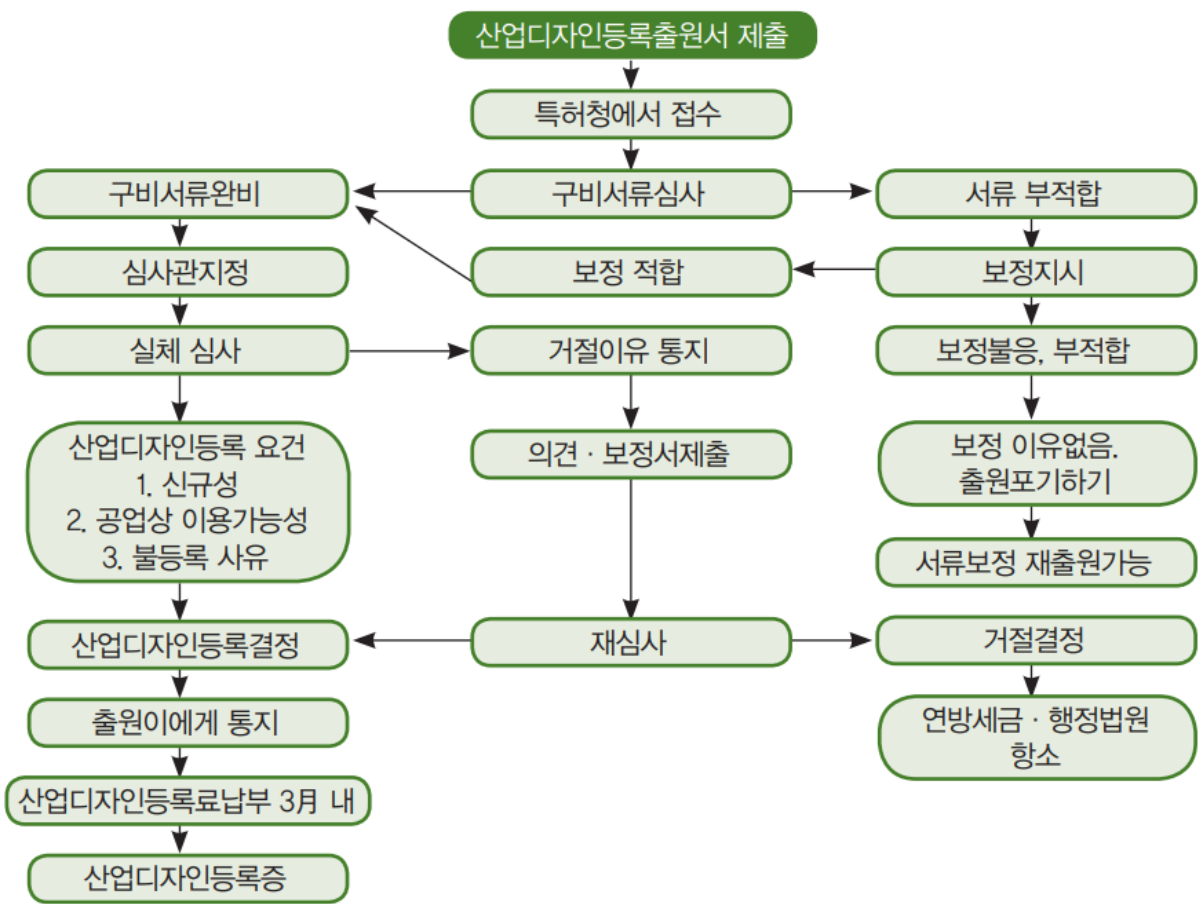 산업디자인등록출원서 제출
특허청에서 접수
구비서류완비
구비서류심사
서류 부적합
심사관지정
보정 적합
보정지시
실체 심사
거절이유 통지
보정불응, 부적합
산업디자인등록 요건
1. 신규성
2. 공업상 이용가능성
3. 불등록 사유
의견 · 보정서제출
보정 이유없음.
출원포기하기
서류보정 재출원가능
산업디자인등록결정
재심사
거절결정
출원이에게 통지
연방세금 · 행정법원
항소
산업디자인등록료납부 3月 내
산업디자인등록증